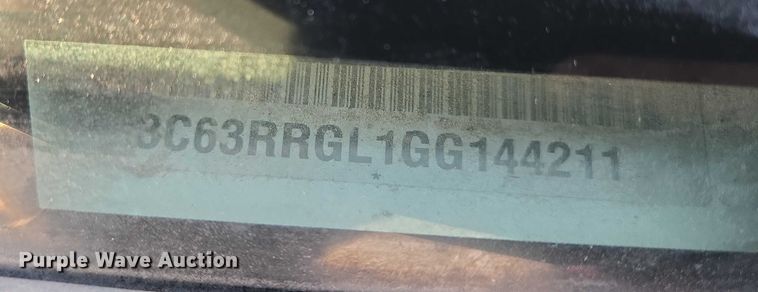 3C63RRGL1GG144211
*
Purple Wave Auction